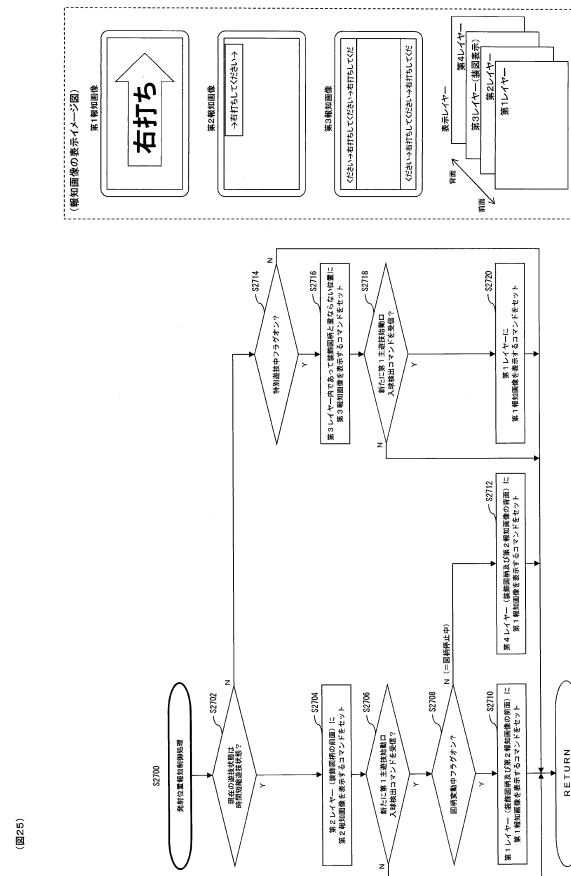 (図25)
S2700
発射位置報知制御処理
S2702
現在の遊技状態は
時間短縮遊技状態？
Y
N
S2704
第2レイヤー（装飾図柄の前面）に
第2報知画像を表示するコマンドをセット
S2706
新たに第1主遊技始動口
入球検出コマンドを受信？
N
Y
S2708
図柄変動中フラグオン？
N（＝図柄停止中）
Y
S2710
第1レイヤー（装飾図柄及び第2報知画像の前面）に
第1報知画像を表示するコマンドをセット
S2712
第4レイヤー（装飾図柄及び第2報知画像の背面）に
第1報知画像を表示するコマンドをセット
S2714
特別遊技中フラグオン？
N
Y
S2716
第3レイヤー内であって装飾図柄と重ならない位置に
第3報知画像を表示するコマンドをセット
S2718
新たに第1主遊技始動口
入球検出コマンドを受信？
N
Y
S2720
第1レイヤーに
第1報知画像を表示するコマンドをセット
RETURN
(報知画像の表示イメージ図)
第1報知画像
右打ち
第2報知画像
→右打ちしてください→
第3報知画像
ください→右打ちしてください→右打ちしてくだ
ください→右打ちしてください→右打ちしてくだ
表示レイヤー
背面
前面
第4レイヤー
第3レイヤー(装図表示)
第2レイヤー
第1レイヤー